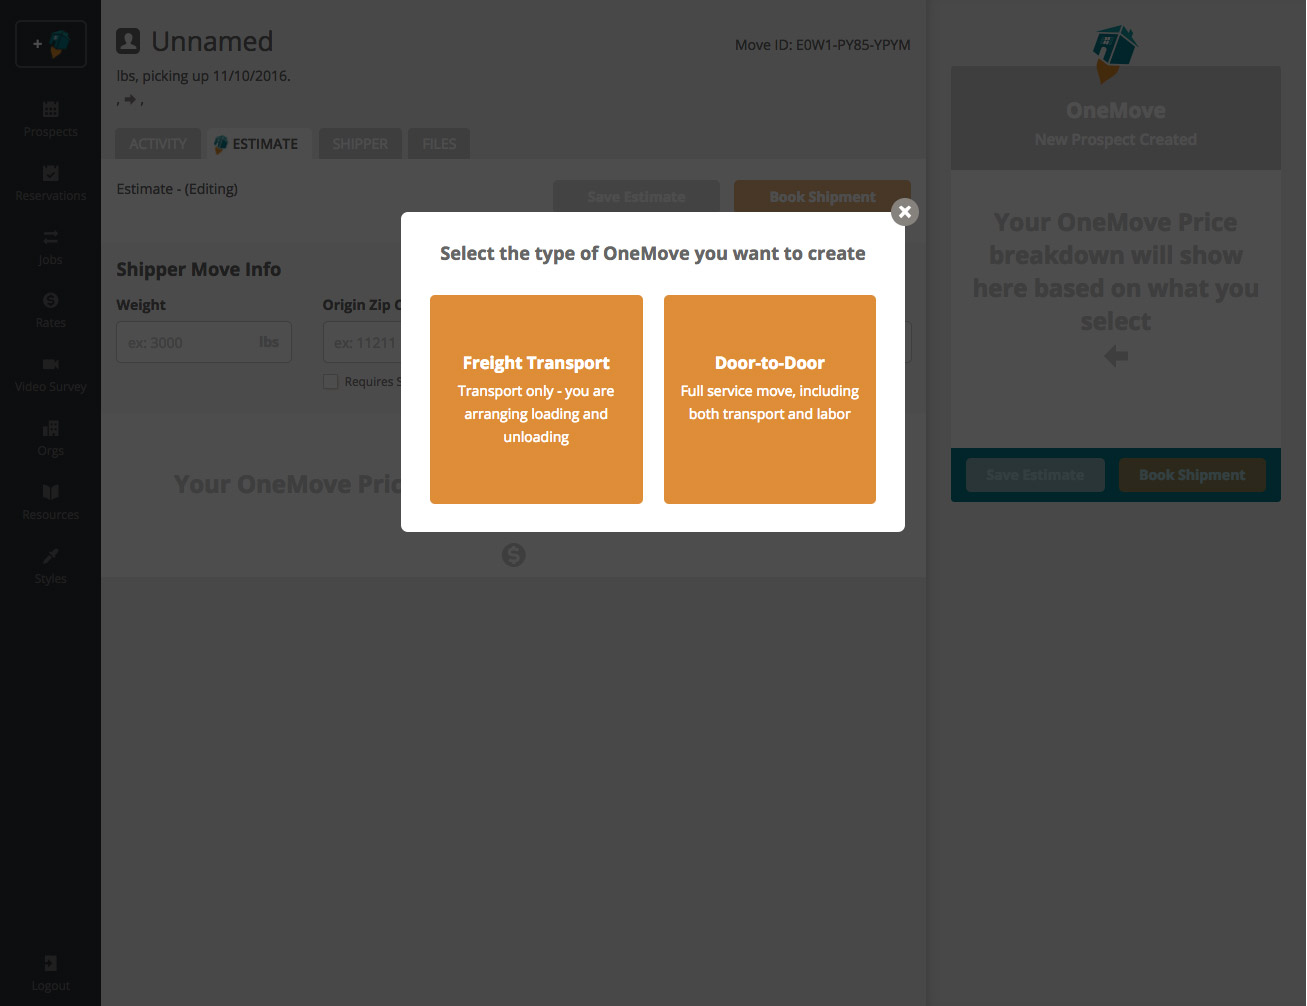 +
Unnamed
Move ID: E0W1-PY85-YPYM
lbs, picking up 11/10/2016.
, ➔ ,
ACTIVITY
ESTIMATE
SHIPPER
FILES
Estimate - (Editing)
Save Estimate
Book Shipment
Prospects
Reservations
Jobs
Rates
Video Survey
Orgs
Resources
Styles
Logout
Shipper Move Info
Weight
ex: 3000
lbs
Origin Zip C
ex: 11211
Requires S
Your OneMove Pric
Select the type of OneMove you want to create
Freight Transport
Transport only - you are
arranging loading and
unloading
Door-to-Door
Full service move, including
both transport and labor
OneMove
New Prospect Created
Your OneMove Price
breakdown will show
here based on what you
select
Save Estimate
Book Shipment